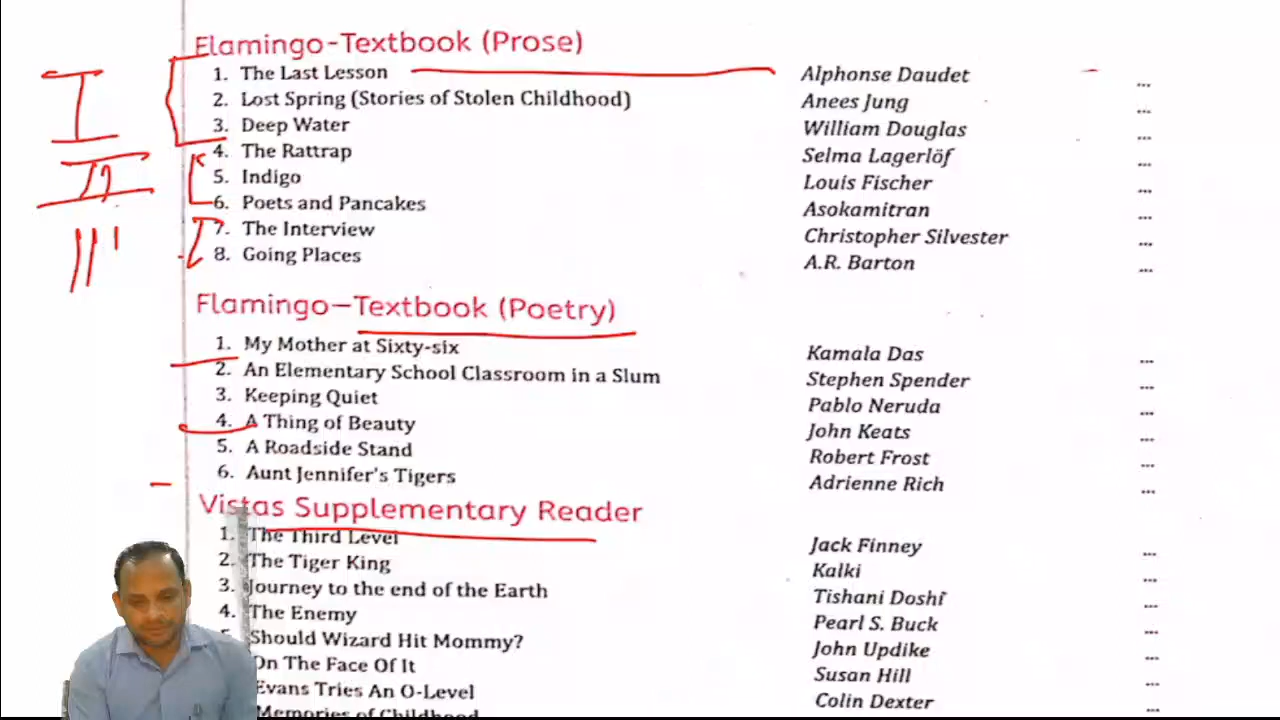 Flamingo-Textbook (Prose)
1. The Last Lesson Alphonse Daudet ...
2. Lost Spring (Stories of Stolen Childhood) Anees Jung ...
3. Deep Water William Douglas ...
4. The Rattrap Selma Lagerlöf ...
5. Indigo Louis Fischer ...
6. Poets and Pancakes Asokamitran ...
7. The Interview Christopher Silvester ...
8. Going Places A.R. Barton ...
I
II
III
Flamingo—Textbook (Poetry)
1. My Mother at Sixty-six Kamala Das ...
2. An Elementary School Classroom in a Slum Stephen Spender ...
3. Keeping Quiet Pablo Neruda ...
4. A Thing of Beauty John Keats ...
5. A Roadside Stand Robert Frost ...
6. Aunt Jennifer's Tigers Adrienne Rich ...
Vistas Supplementary Reader
1. The Third Level Jack Finney ...
2. The Tiger King Kalki ...
3. Journey to the end of the Earth Tishani Doshi ...
4. The Enemy Pearl S. Buck ...
5. Should Wizard Hit Mommy? John Updike ...
On The Face Of It Susan Hill ...
Evans Tries An O-Level Colin Dexter ...
Memories of Childhood